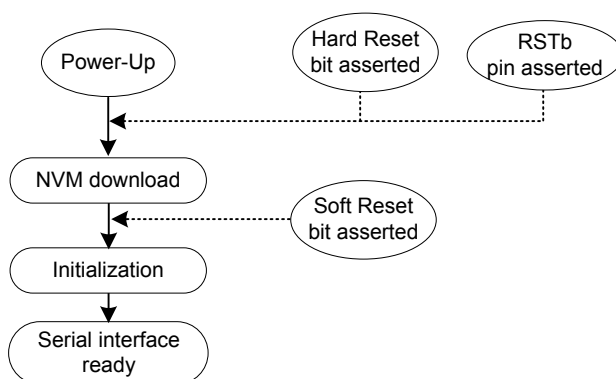 Power-Up
Hard Reset
bit asserted
RSTb
pin asserted
NVM download
Soft Reset
bit asserted
Initialization
Serial interface
ready